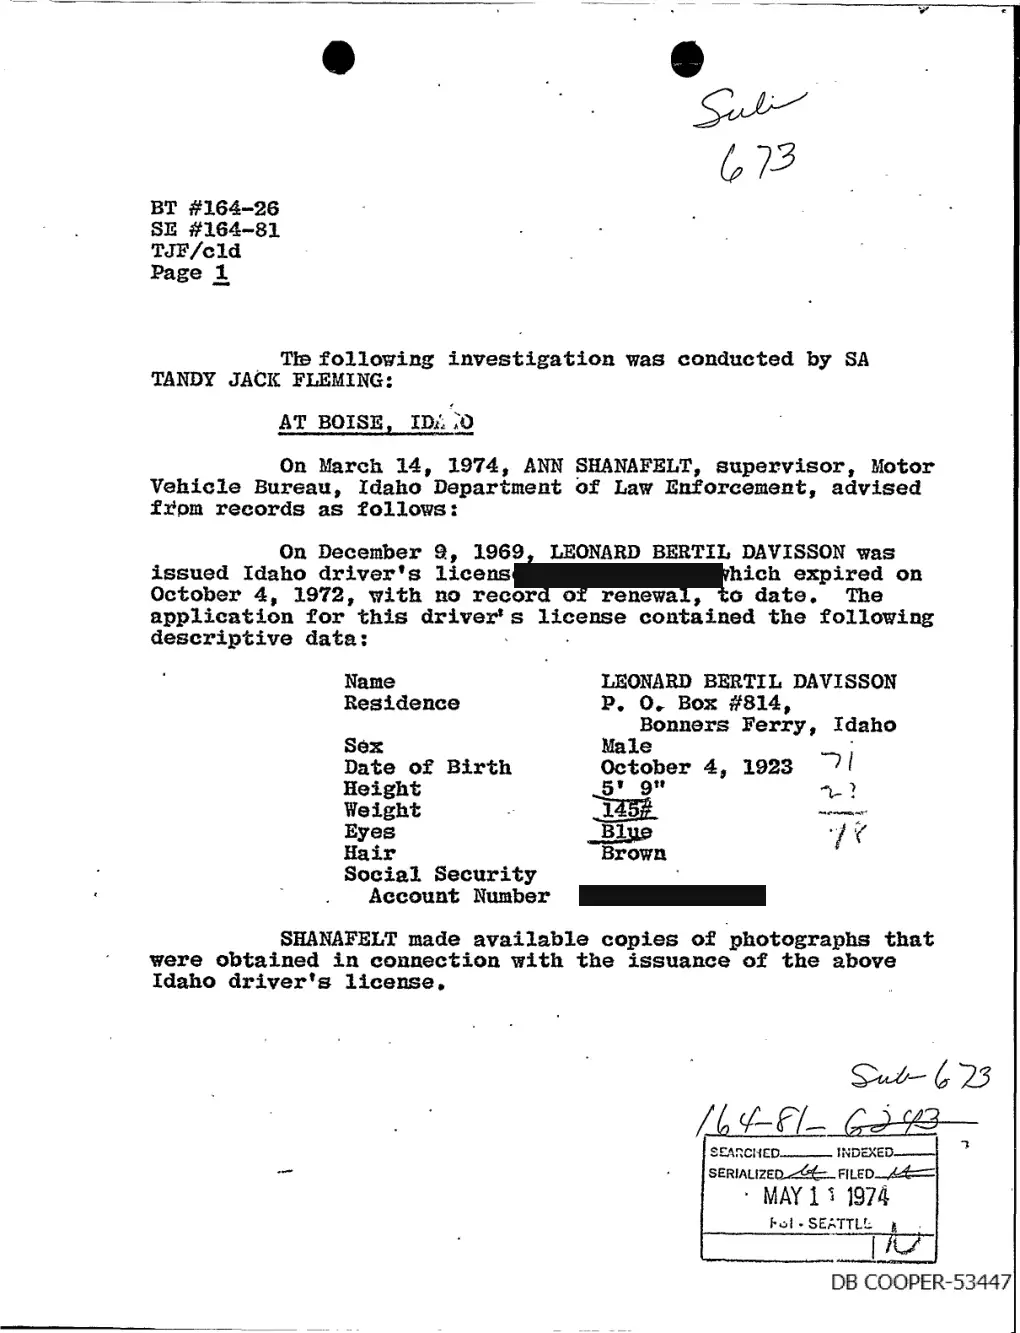 Sub
673
BT #164-26
SE #164-81
TJF/cld
Page 1
The following investigation was conducted by SA
TANDY JACK FLEMING:
AT BOISE, IDAHO
On March 14, 1974, ANN SHANAFELT, supervisor, Motor
Vehicle Bureau, Idaho Department of Law Enforcement, advised
from records as follows:
On December 9, 1969, LEONARD BERTIL DAVISSON was
issued Idaho driver's licens which expired on
October 4, 1972, with no record of renewal, to date. The
application for this driver's license contained the following
descriptive data:
Name LEONARD BERTIL DAVISSON
Residence P. O. Box #814,
Bonners Ferry, Idaho
Sex Male
Date of Birth October 4, 1923 71
Height 5' 9"
Weight 145#
Eyes Blue
Hair Brown
Social Security
Account Number
SHANAFELT made available copies of photographs that
were obtained in connection with the issuance of the above
Idaho driver's license.
Sub 673
164-81-6243
SEARCHED INDEXED
SERIALIZED FILED
MAY 1 1974
FBI - SEATTLE
DB COOPER-53447